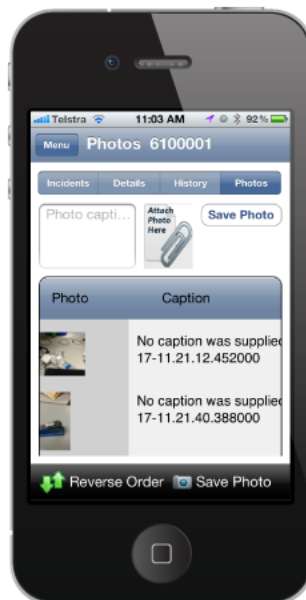 Telstra 11:03 AM 92%
Menu Photos 6100001
Incidents Details History Photos
Photo capti...
Attach
Photo
Here
Save Photo
Photo Caption
No caption was supplied
17-11.21.12.452000
No caption was supplied
17-11.21.40.388000
Reverse Order Save Photo